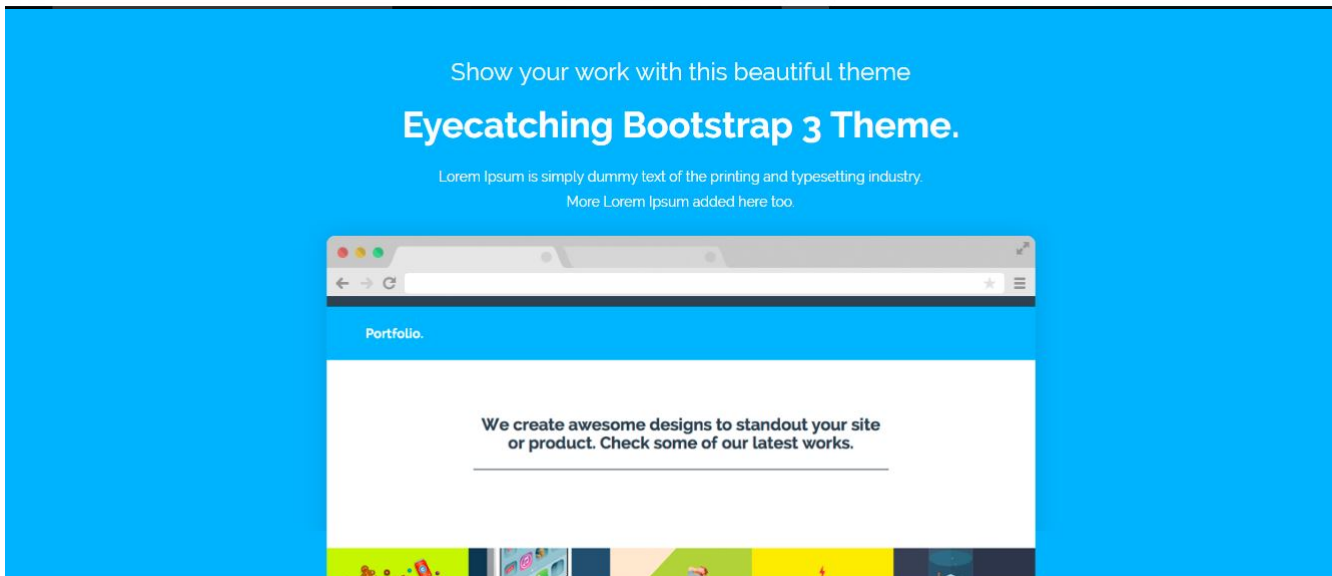 Show your work with this beautiful theme
Eyecatching Bootstrap 3 Theme.
Lorem Ipsum is simply dummy text of the printing and typesetting industry.
More Lorem Ipsum added here too.
Portfolio.
We create awesome designs to standout your site
or product. Check some of our latest works.